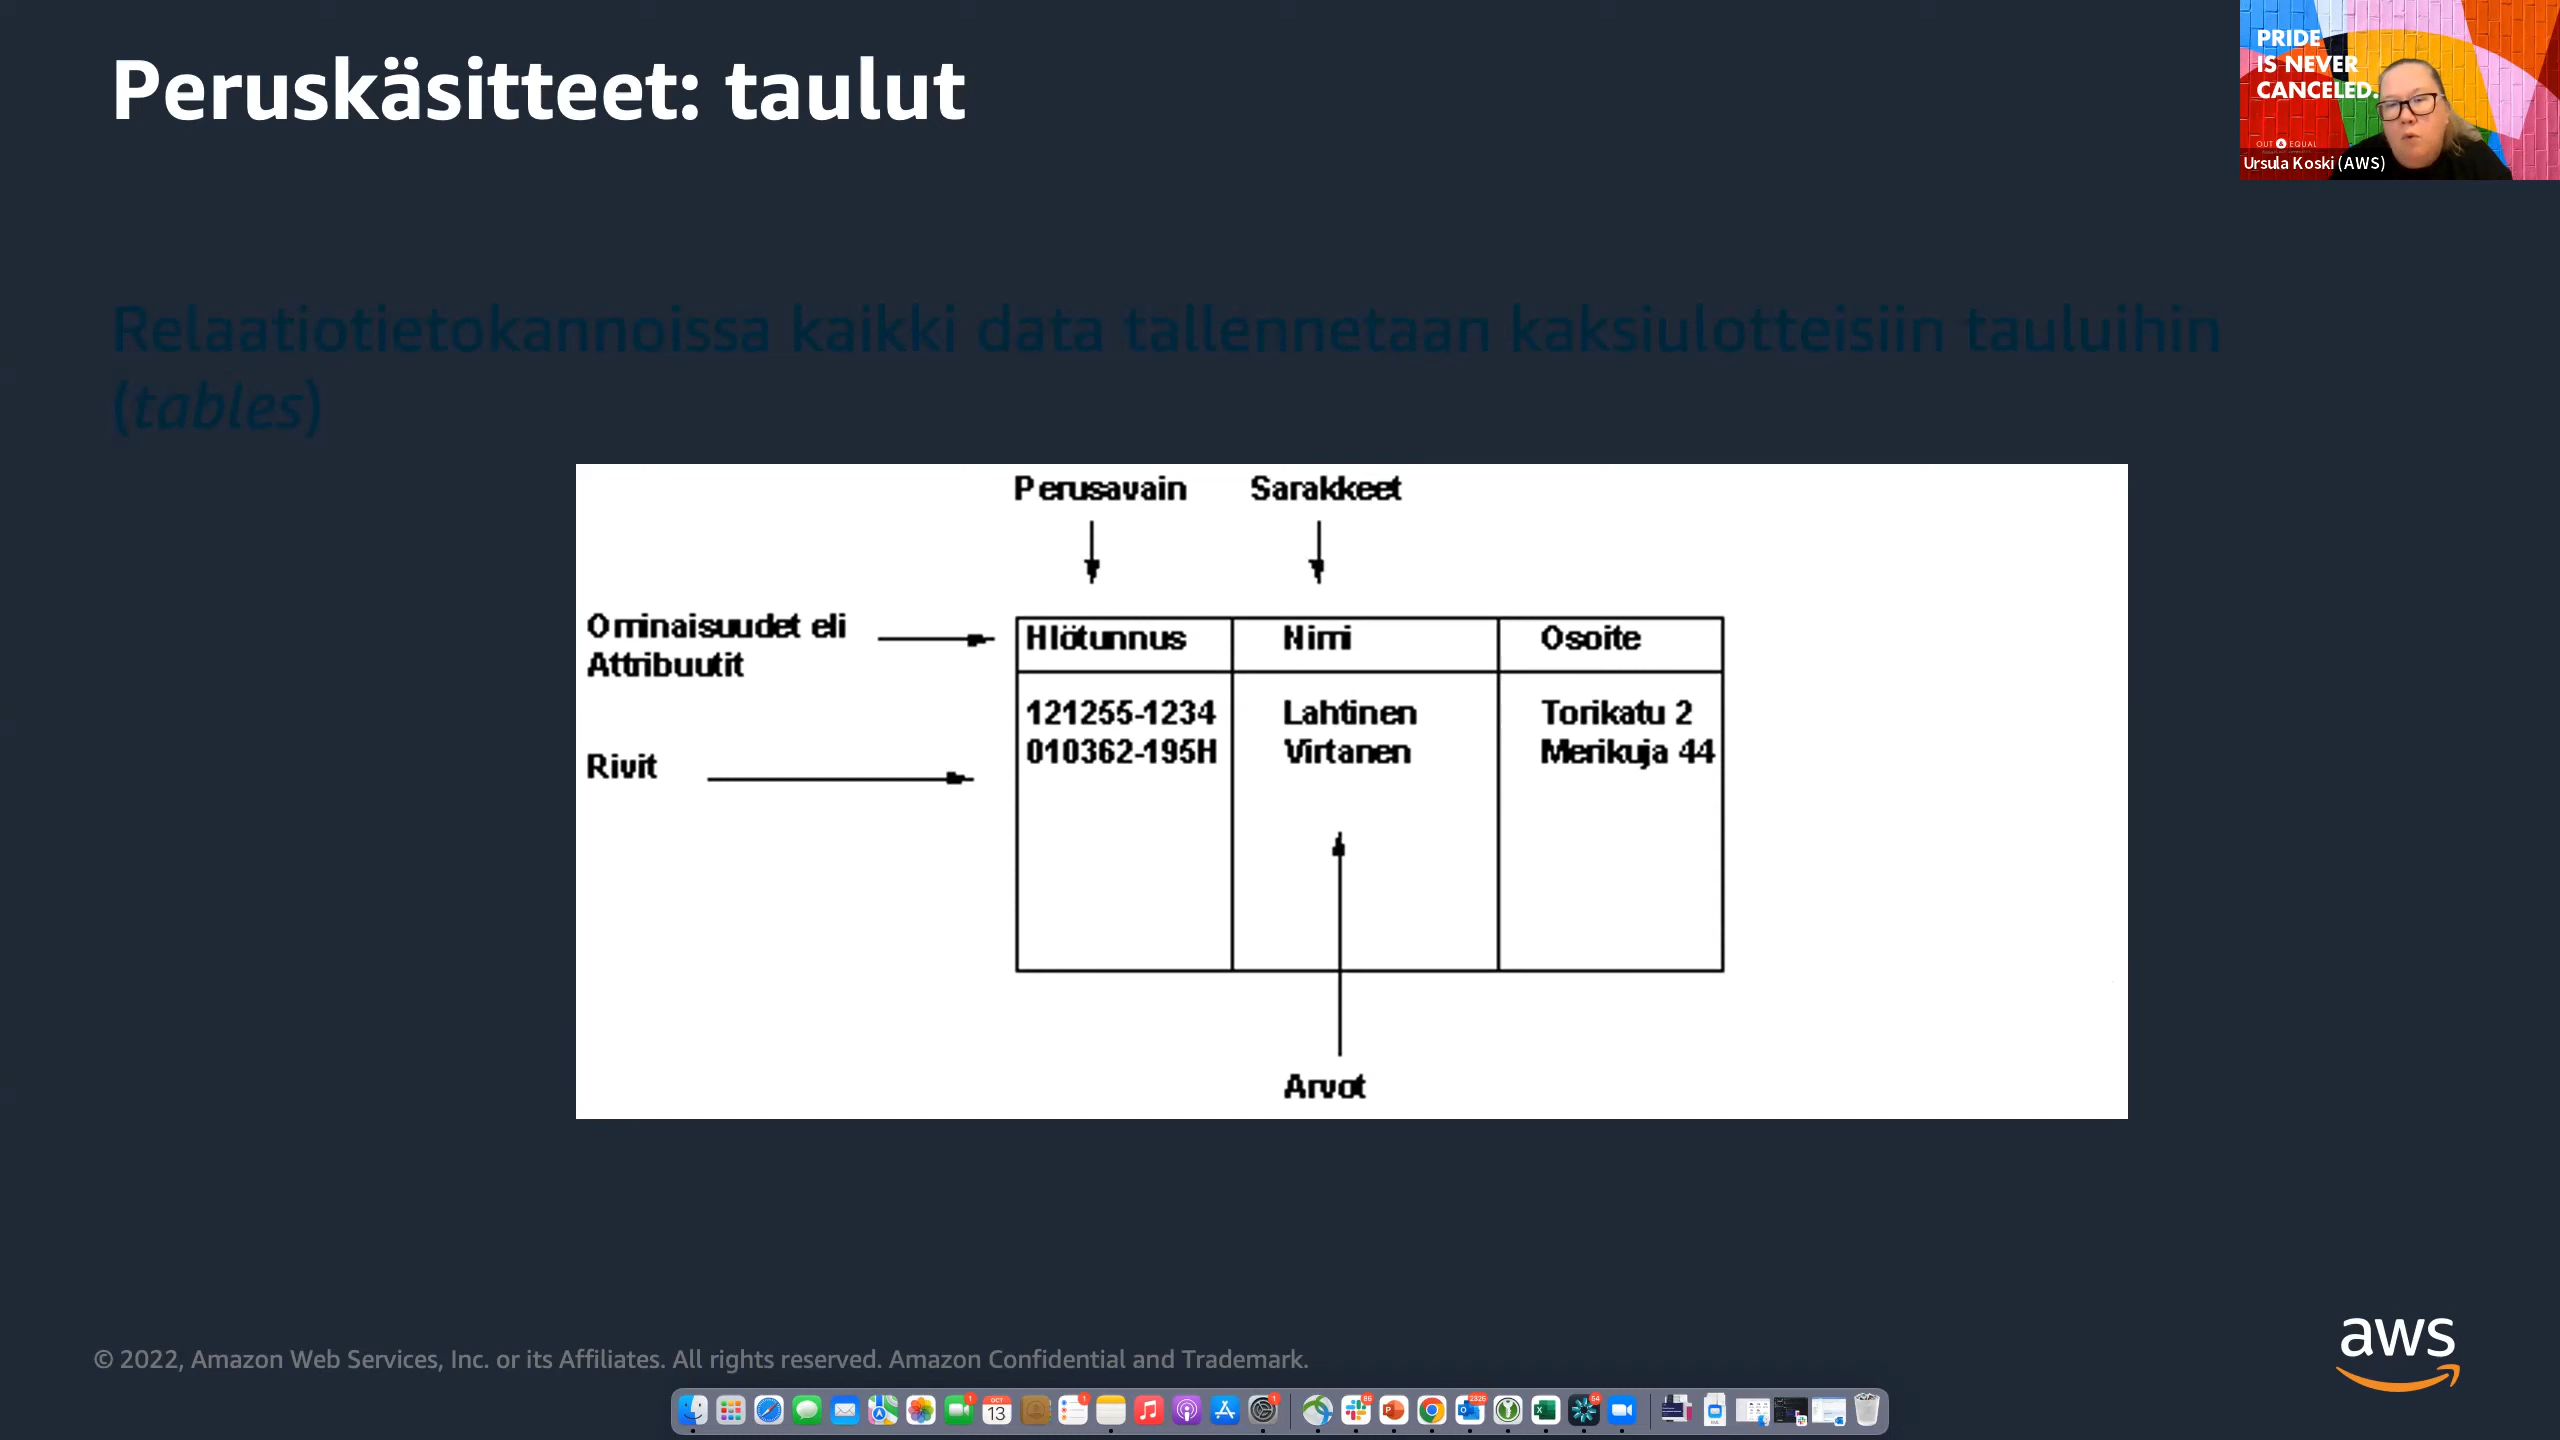 Peruskäsitteet: taulut
PRIDE
IS NEVER
CANCELED.
OUT & EQUAL
Ursula Koski (AWS)
Relaatiotietokannoissa kaikki data tallennetaan kaksiulotteisiin tauluihin
(tables)
Perusavain Sarakkeet
Ominaisuudet eli
Attribuutit
Hlötunnus Nimi Osoite
121255-1234 Lahtinen Torikatu 2
010362-195H Virtanen Merikuja 44
Rivit
Arvot
© 2022, Amazon Web Services, Inc. or its Affiliates. All rights reserved. Amazon Confidential and Trademark.
aws
OCT
13